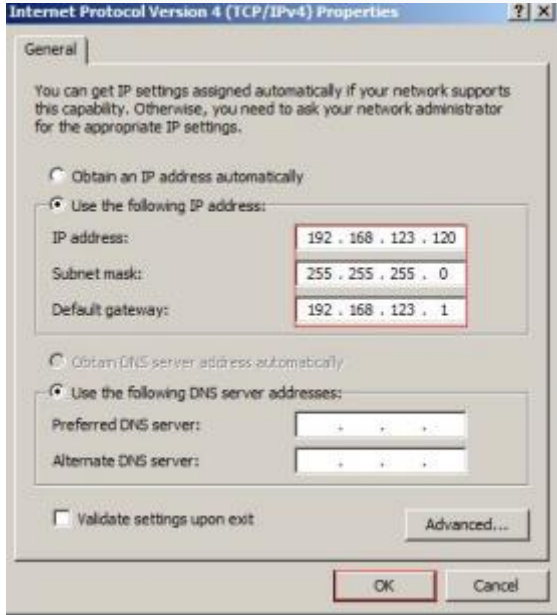 Internet Protocol Version 4 (TCP/IPv4) Properties
General
You can get IP settings assigned automatically if your network supports
this capability. Otherwise, you need to ask your network administrator
for the appropriate IP settings.
Obtain an IP address automatically
Use the following IP address:
IP address: 192 . 168 . 123 . 120
Subnet mask: 255 . 255 . 255 . 0
Default gateway: 192 . 168 . 123 . 1
Obtain DNS server address automatically
Use the following DNS server addresses:
Preferred DNS server: . . .
Alternate DNS server: . . .
Validate settings upon exit
Advanced...
OK Cancel